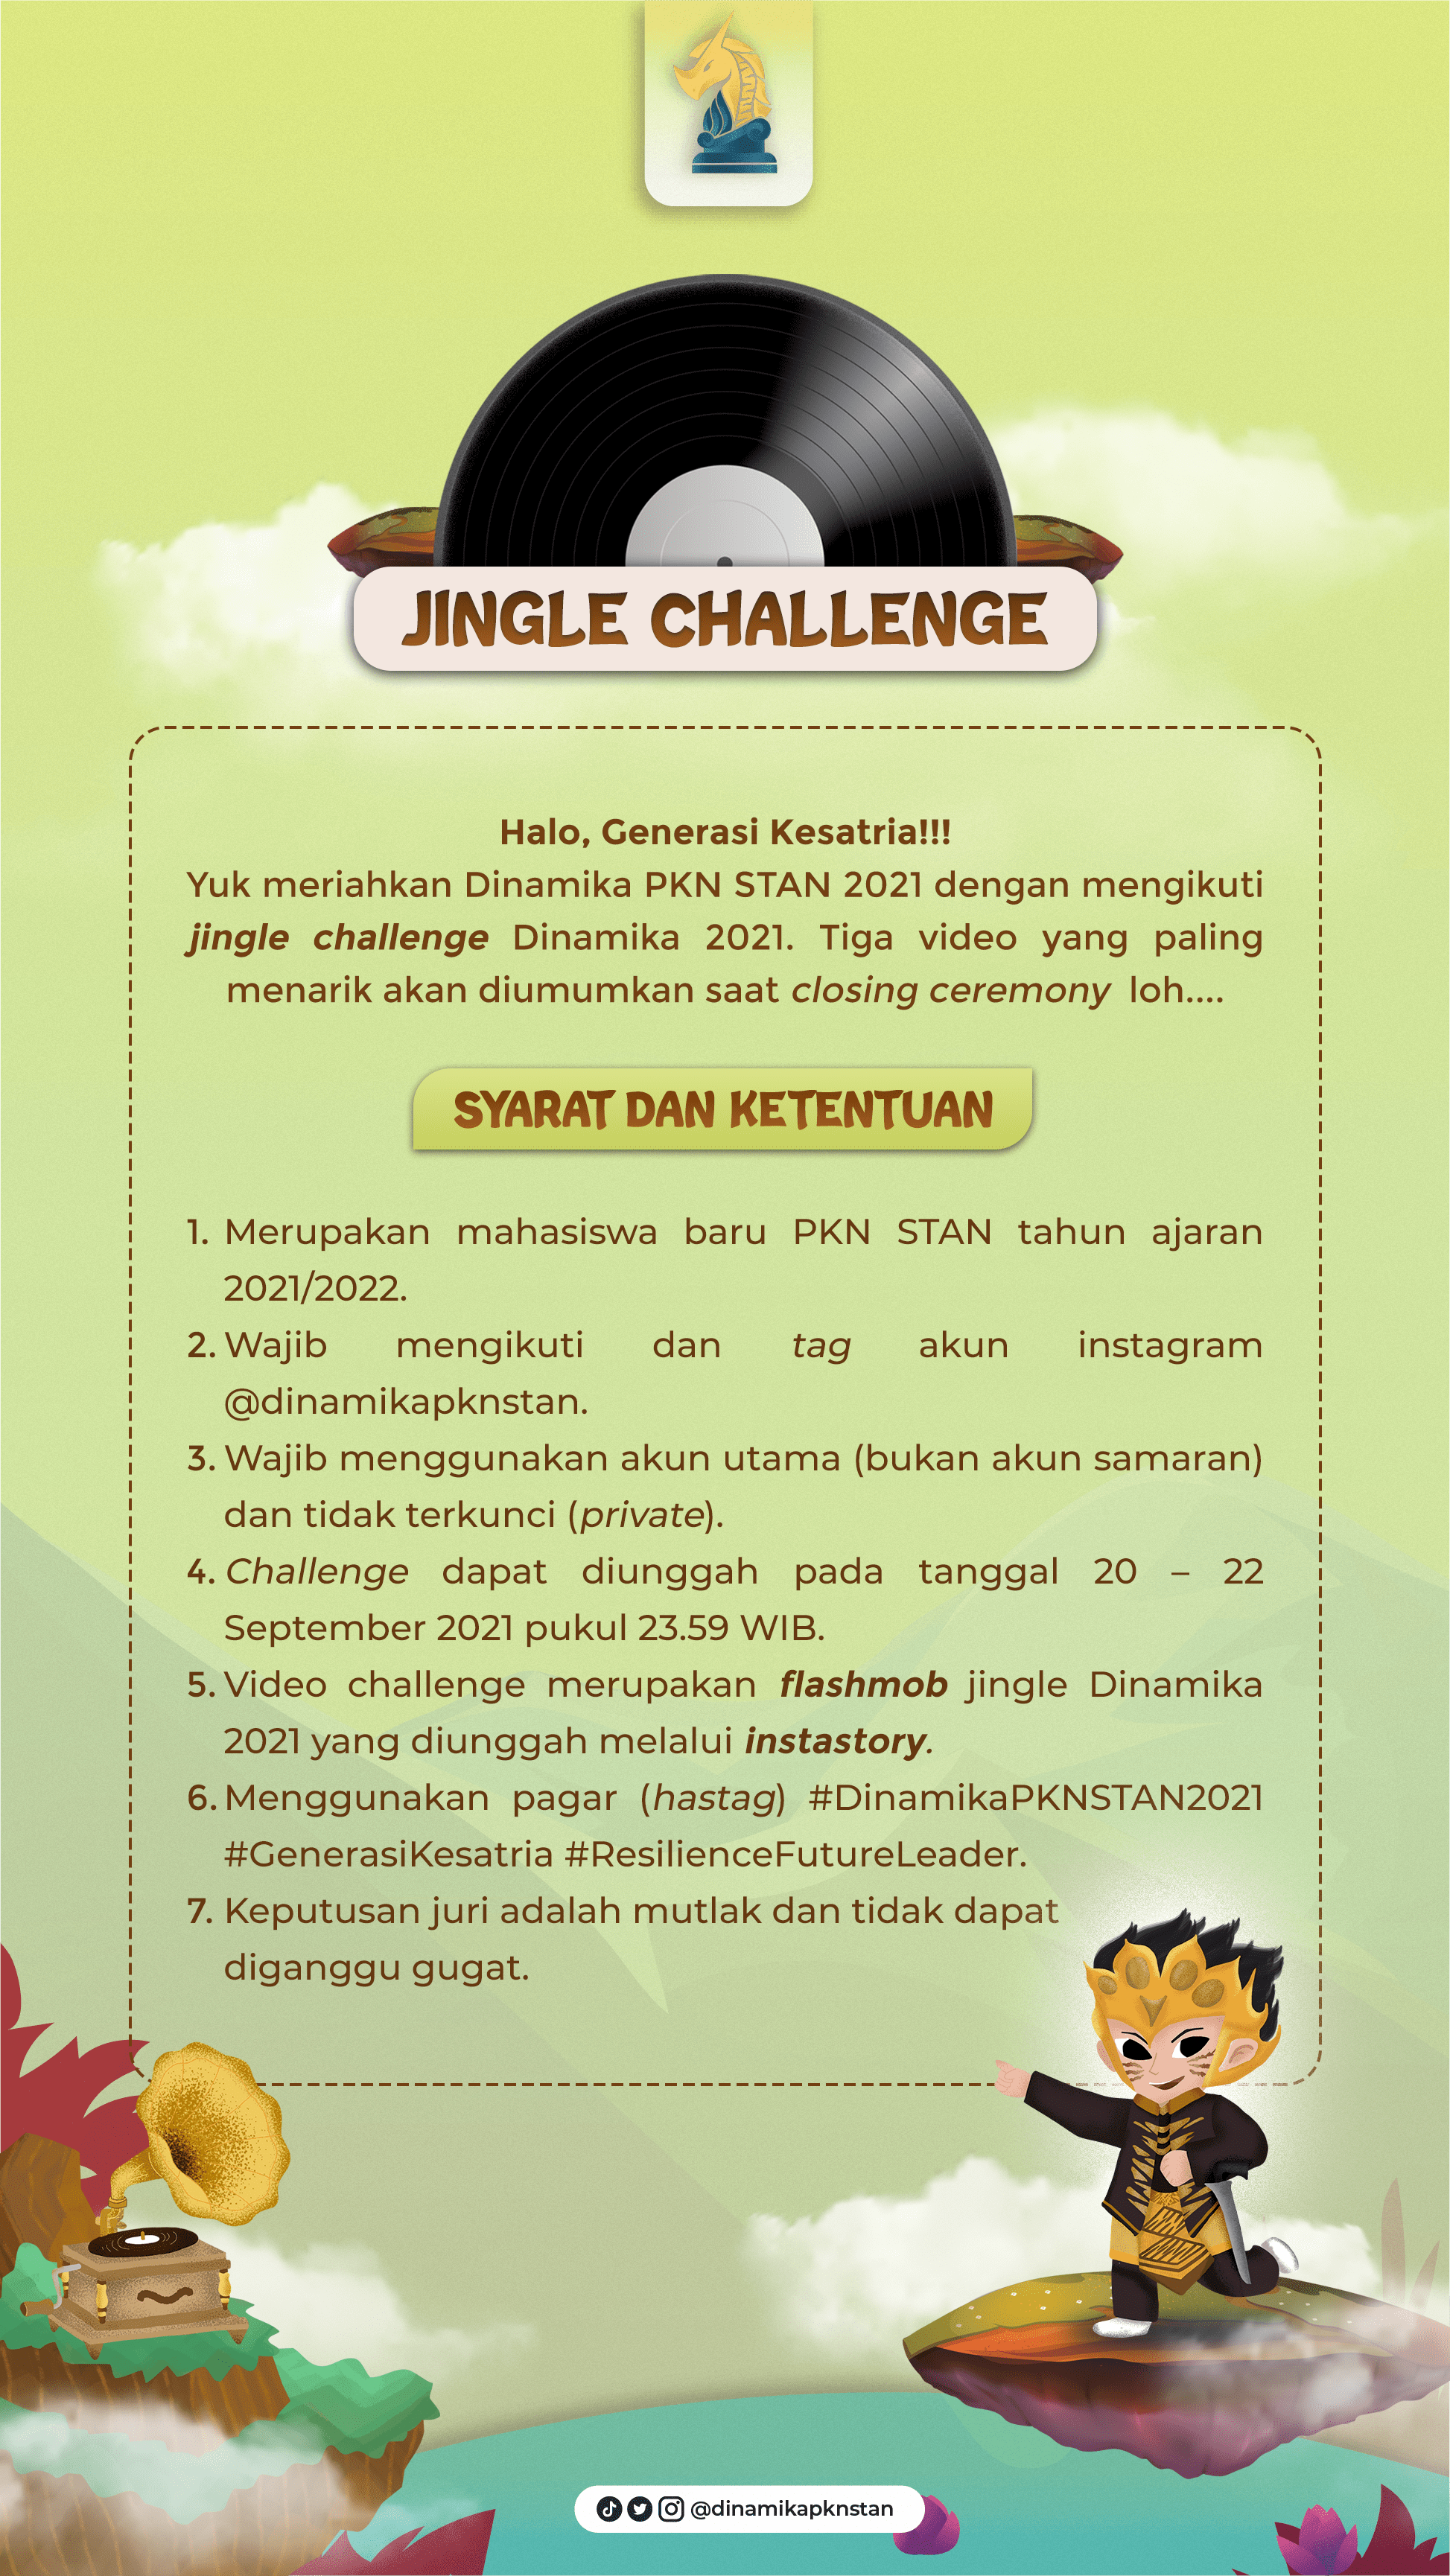 JINGLE CHALLENGE
Halo, Generasi Kesatria!!!
Yuk meriahkan Dinamika PKN STAN 2021 dengan mengikuti
jingle challenge Dinamika 2021. Tiga video yang paling
menarik akan diumumkan saat closing ceremony loh....
SYARAT DAN KETENTUAN
1. Merupakan mahasiswa baru PKN STAN tahun ajaran
2021/2022.
2. Wajib mengikuti dan tag akun instagram
@dinamikapknstan.
3. Wajib menggunakan akun utama (bukan akun samaran)
dan tidak terkunci (private).
4. Challenge dapat diunggah pada tanggal 20 – 22
September 2021 pukul 23.59 WIB.
5. Video challenge merupakan flashmob jingle Dinamika
2021 yang diunggah melalui instastory.
6. Menggunakan pagar (hastag) #DinamikaPKNSTAN2021
#GenerasiKesatria #ResilienceFutureLeader.
7. Keputusan juri adalah mutlak dan tidak dapat
diganggu gugat.
@dinamikapknstan